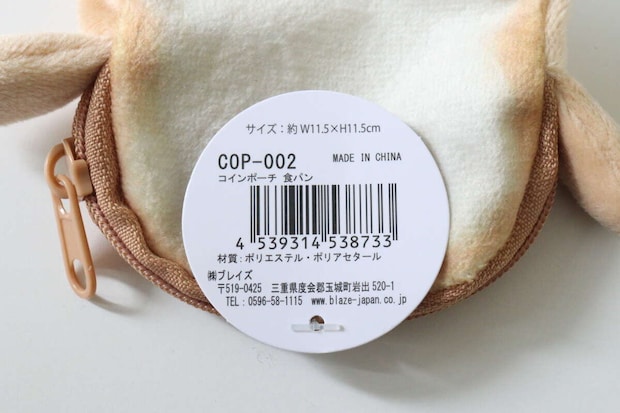 サイズ：約 W11.5×H11.5cm
COP-002 MADE IN CHINA
コインポーチ 食パン
4 539314 538733
材質：ポリエステル・ポリアセタール
㈱ブレイズ
〒519-0425 三重県度会郡玉城町岩出520-1
TEL：0596-58-1115 www.blaze-japan.co.jp